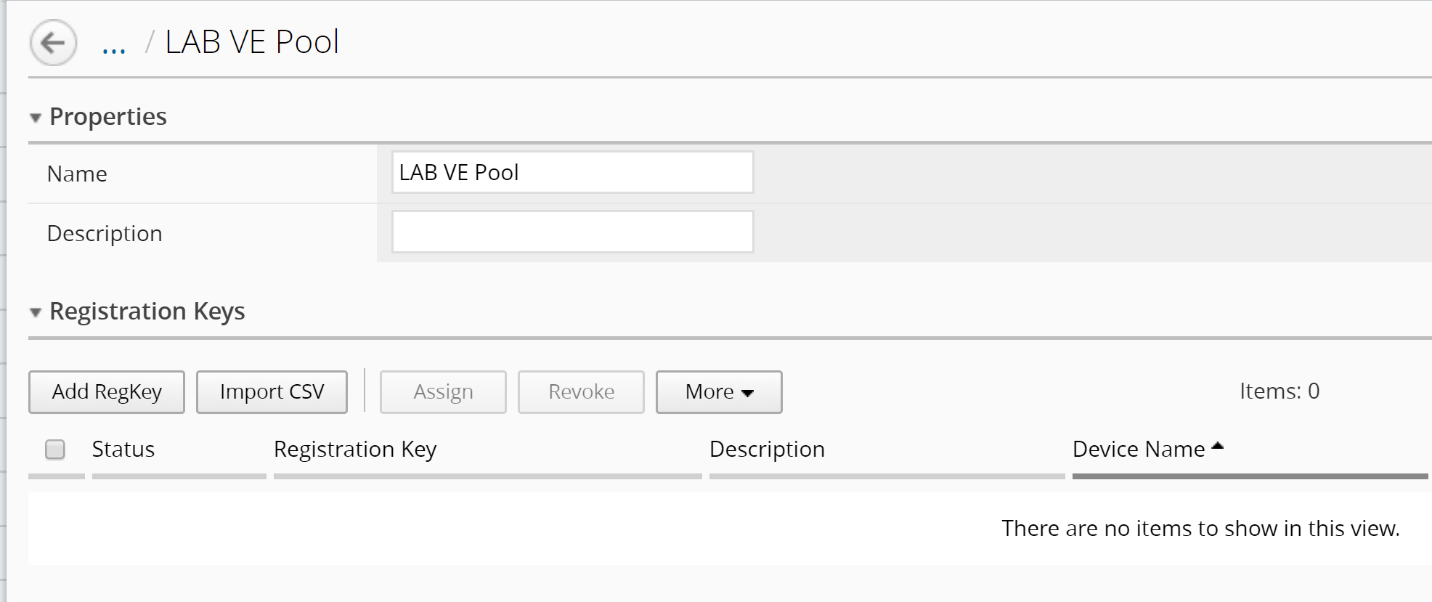 ... / LAB VE Pool
Properties
Name LAB VE Pool
Description
Registration Keys
Add RegKey Import CSV Assign Revoke More Items: 0
Status Registration Key Description Device Name
There are no items to show in this view.